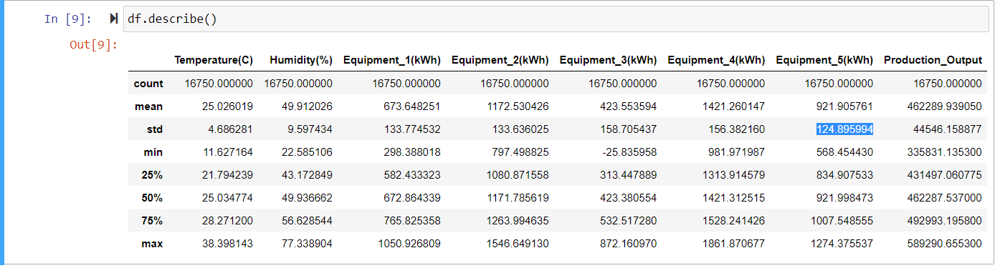 In [9]: df.describe()
Out[9]:
Temperature(C) Humidity(%) Equipment_1(kWh) Equipment_2(kWh) Equipment_3(kWh) Equipment_4(kWh) Equipment_5(kWh) Production_Output
count 16750.000000 16750.000000 16750.000000 16750.000000 16750.000000 16750.000000 16750.000000 16750.000000
mean 25.026019 49.912026 673.648251 1172.530426 423.553594 1421.260147 921.905761 462289.939050
std 4.686281 9.597434 133.774532 133.636025 158.705437 156.382160 124.895994 44546.158877
min 11.627164 22.585106 298.388018 797.498825 -25.835958 981.971987 568.454430 335831.135300
25% 21.794239 43.172849 582.433323 1080.871558 313.447889 1313.914579 834.907533 431497.060775
50% 25.034774 49.936662 672.864339 1171.785619 423.380554 1421.312515 921.998473 462287.537000
75% 28.271200 56.628544 765.825358 1263.994635 532.517280 1528.241426 1007.548555 492993.195800
max 38.398143 77.338904 1050.926809 1546.649130 872.160970 1861.870677 1274.375537 589290.655300